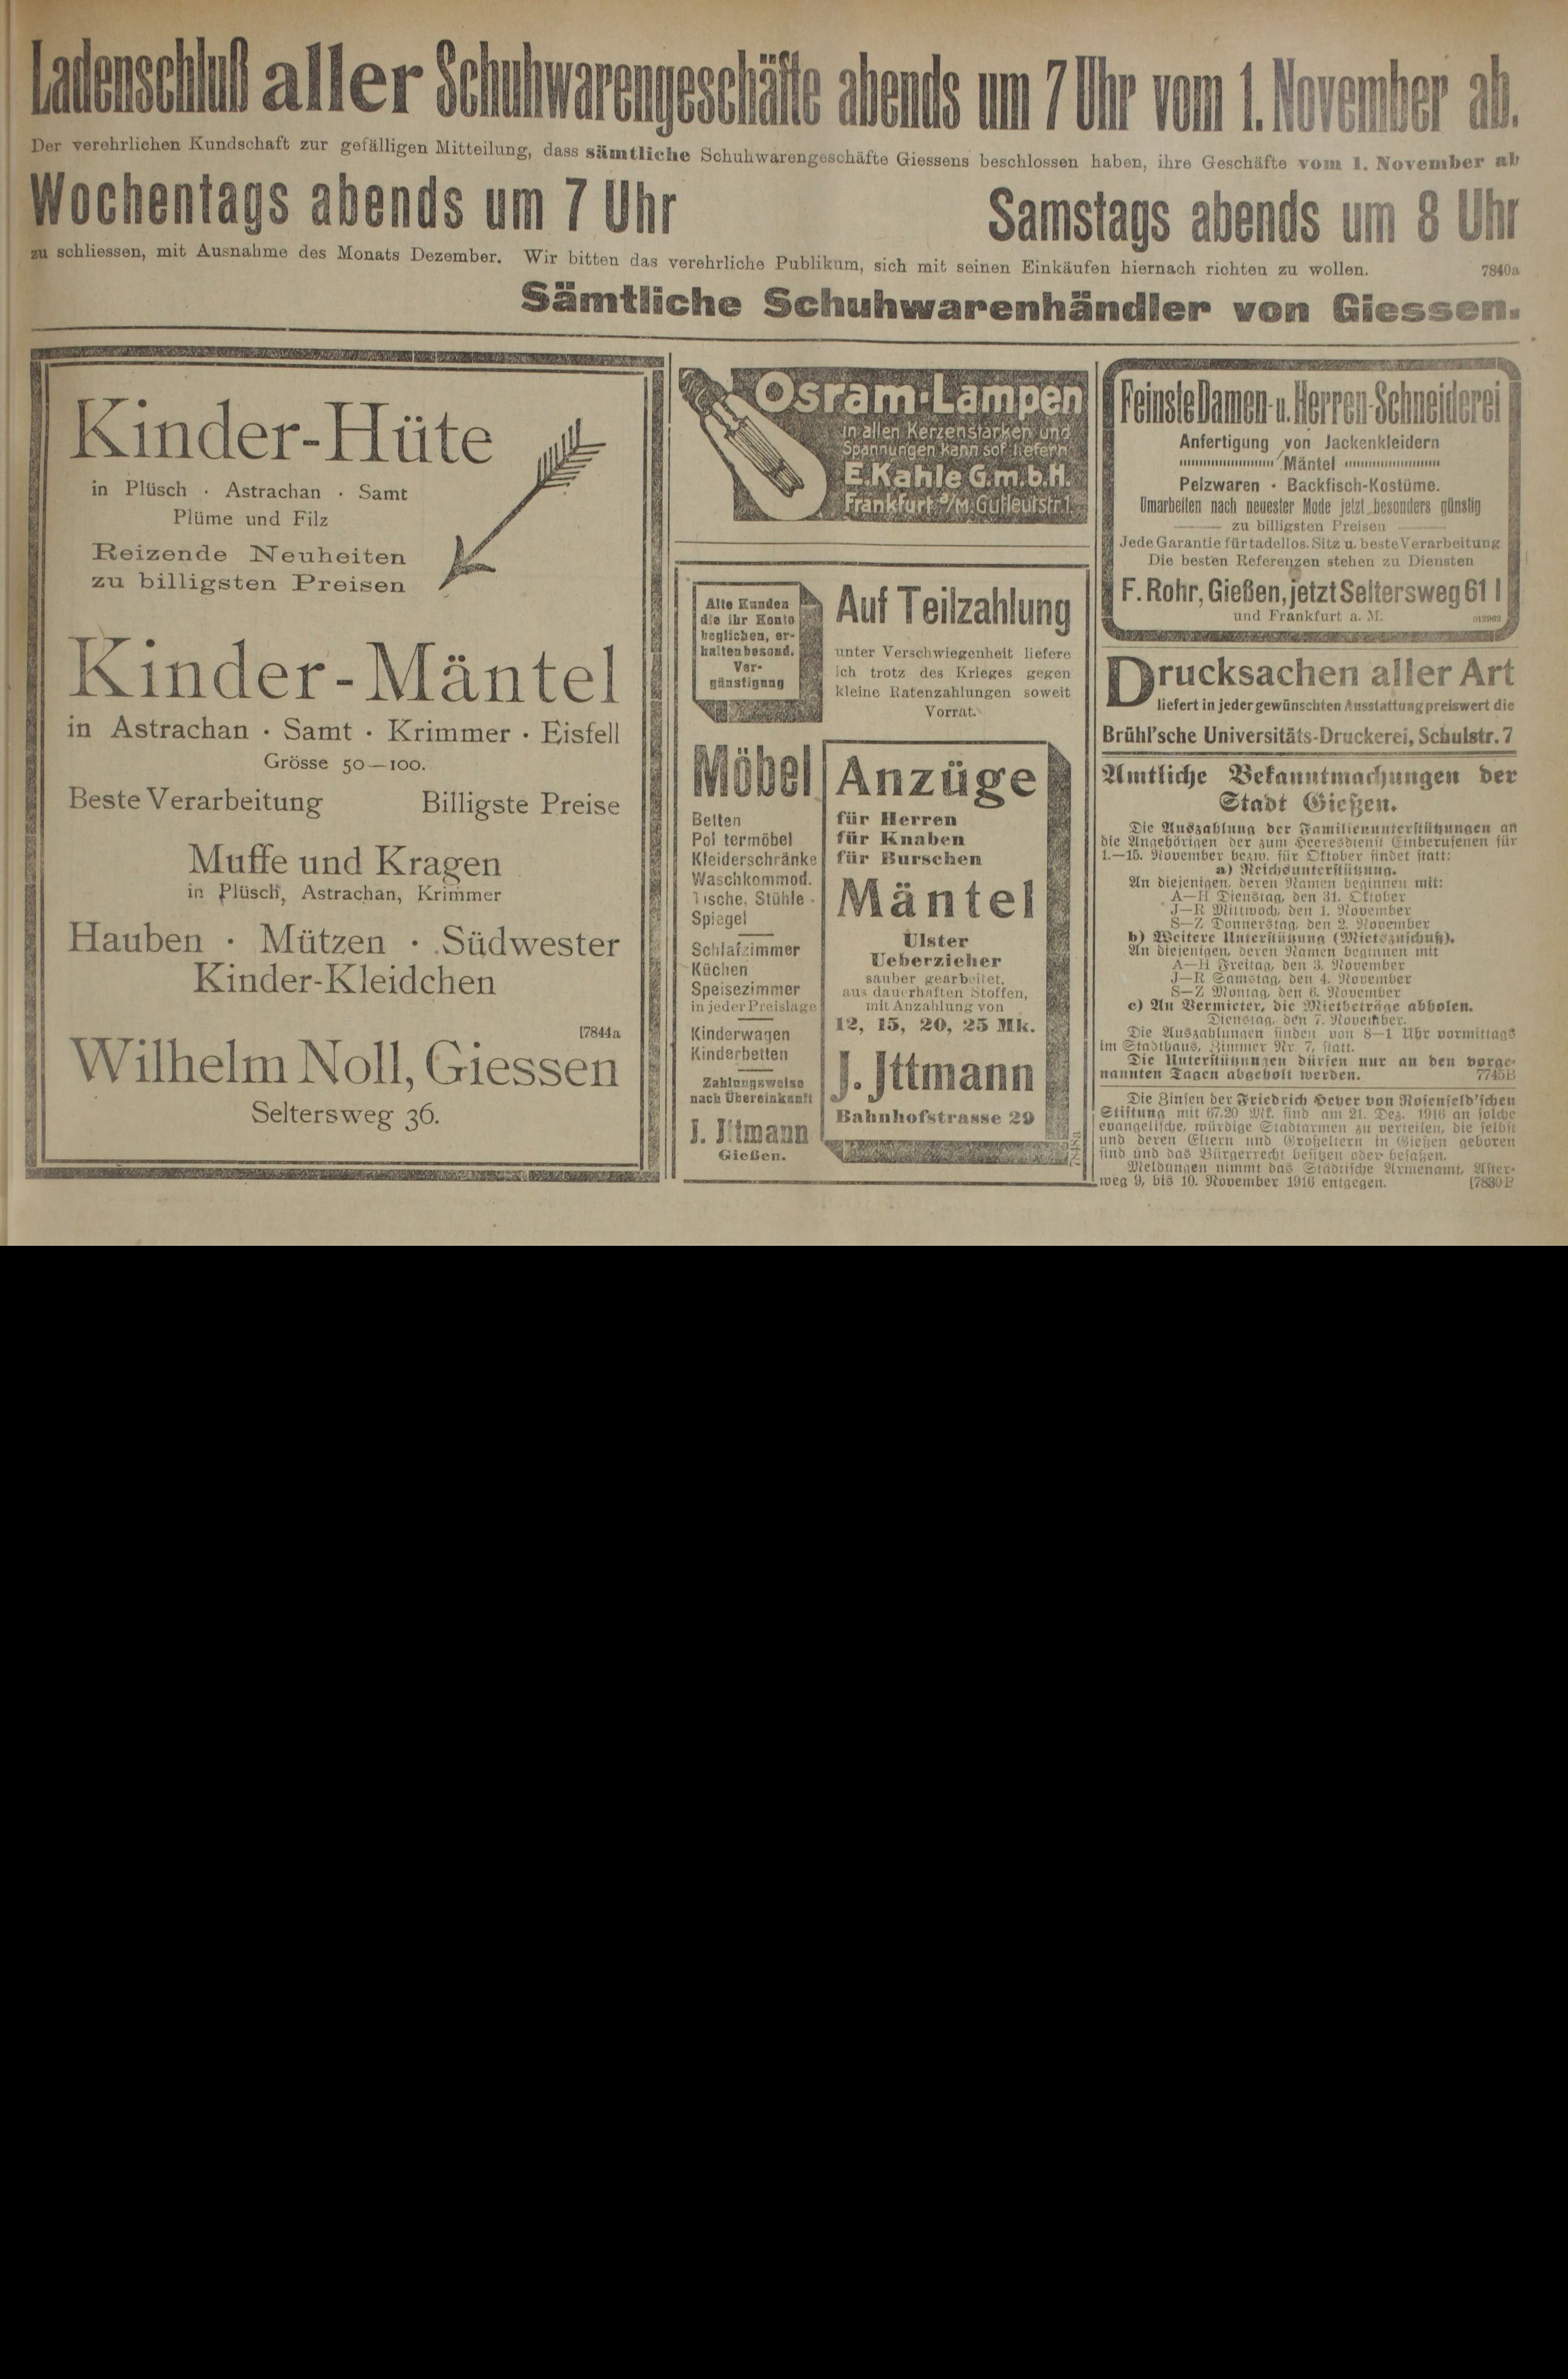 Ladenschluß aller Schuhwarengeschäfte abends um 7 Uhr vom 1. November ab.
Der verehrlichen Kundschaft zur gefälligen Mitteilung, dass sämtliche Schuhwarengeschäfte Giessens beschlossen haben, ihre Geschäfte vom 1. November ab
Wochentags abends um 7 Uhr Samstags abends um 8 Uhr
zu schliessen, mit Ausnahme des Monats Dezember. Wir bitten das verehrliche Publikum, sich mit seinen Einkäufen hiernach richten zu wollen. 7840a
Sämtliche Schuhwarenhändler von Giessen.
Kinder-Hüte
in Plüsch · Astrachan · Samt
Plüme und Filz
Reizende Neuheiten
zu billigsten Preisen
Kinder-Mäntel
in Astrachan · Samt · Krimmer · Eisfell
Grösse 50—100.
Beste Verarbeitung Billigste Preise
Muffe und Kragen
in Plüsch, Astrachan, Krimmer
Hauben · Mützen · Südwester
Kinder-Kleidchen
[7844a
Wilhelm Noll, Giessen
Seltersweg 36.
Osram-Lampen
in allen Kerzenstärken und
Spannungen kann sof. liefern
E. Kahle G.m.b.H.
Frankfurt a/M. Gutleutstr. 1
Alte Kunden
die ihr Konto
beglichen, er-
halten besond.
Ver-
günstigung
Auf Teilzahlung
unter Verschwiegenheit liefere
ich trotz des Krieges gegen
kleine Ratenzahlungen soweit
Vorrat.
Möbel
Betten
Pol termöbel
Kleiderschränke
Waschkommod.
Tische, Stühle
Spiegel
Schlafzimmer
Küchen
Speisezimmer
in jeder Preislage
Kinderwagen
Kinderbetten
Zahlungsweise
nach Übereinkunft
J. Ittmann
Gießen.
Anzüge
für Herren
für Knaben
für Burschen
Mäntel
Ulster
Ueberzieher
sauber gearbeitet,
aus dauerhaften Stoffen,
mit Anzahlung von
12, 15, 20, 25 Mk.
J. Ittmann
Bahnhofstrasse 29
Feinste Damen- u. Herren-Schneiderei
Anfertigung von Jackenkleidern
Mäntel
Pelzwaren · Backfisch-Kostüme.
Umarbeiten nach neuester Mode jetzt besonders günstig
zu billigsten Preisen
Jede Garantie für tadellos. Sitz u. beste Verarbeitung
Die besten Referenzen stehen zu Diensten
F. Rohr, Gießen, jetzt Seltersweg 61 I
und Frankfurt a. M.
Drucksachen aller Art
liefert in jeder gewünschten Ausstattung preiswert die
Brühl'sche Universitäts-Druckerei, Schulstr. 7
Amtliche Bekanntmachungen der
Stadt Gießen.
Die Auszahlung der Familienunterstützungen an
die Angehörigen der zum Heeresdienst Einberufenen für
1.—15. November bezw. für Oktober findet statt:
a) Reichsunterstützung.
An diejenigen, deren Namen beginnen mit:
A—H Dienstag, den 31. Oktober
J—R Mittwoch, den 1. November
S—Z Donnerstag, den 2. November
b) Weitere Unterstützung (Mietszuschuß).
An diejenigen, deren Namen beginnen mit
A—H Freitag, den 3. November
J—R Samstag, den 4. November
S—Z Montag, den 6. November
c) An Vermieter, die Mietbeträge abholen.
Dienstag, den 7. November.
Die Auszahlungen finden von 8—1 Uhr vormittags
im Stadthaus, Zimmer Nr. 7, statt.
Die Unterstützungen dürfen nur an den vorge-
nannten Tagen abgeholt werden. 7745B
Die Zinsen der Friedrich Heyer von Rosenfeld'schen
Stiftung mit 67.20 Mk. sind am 21. Dez. 1916 an solche
evangelische, würdige Stadtarmen zu verteilen, die selbst
und deren Eltern und Großeltern in Gießen geboren
sind und das Bürgerrecht besitzen oder besaßen.
Meldungen nimmt das Städtische Armenamt, Aster-
weg 9, bis 10. November 1916 entgegen. [7830B